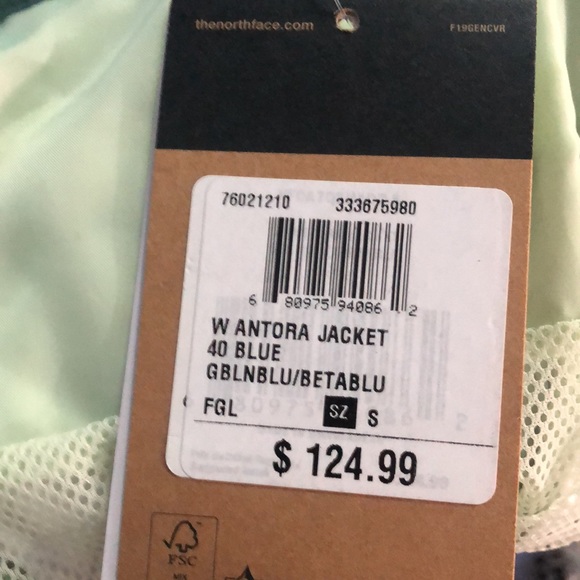 thenorthface.com F19GENCVR
76021210 333675980
6 80975 94086 2
W ANTORA JACKET
40 BLUE
GBLNBLU/BETABLU
FGL SZ S
$ 124.99
FSC